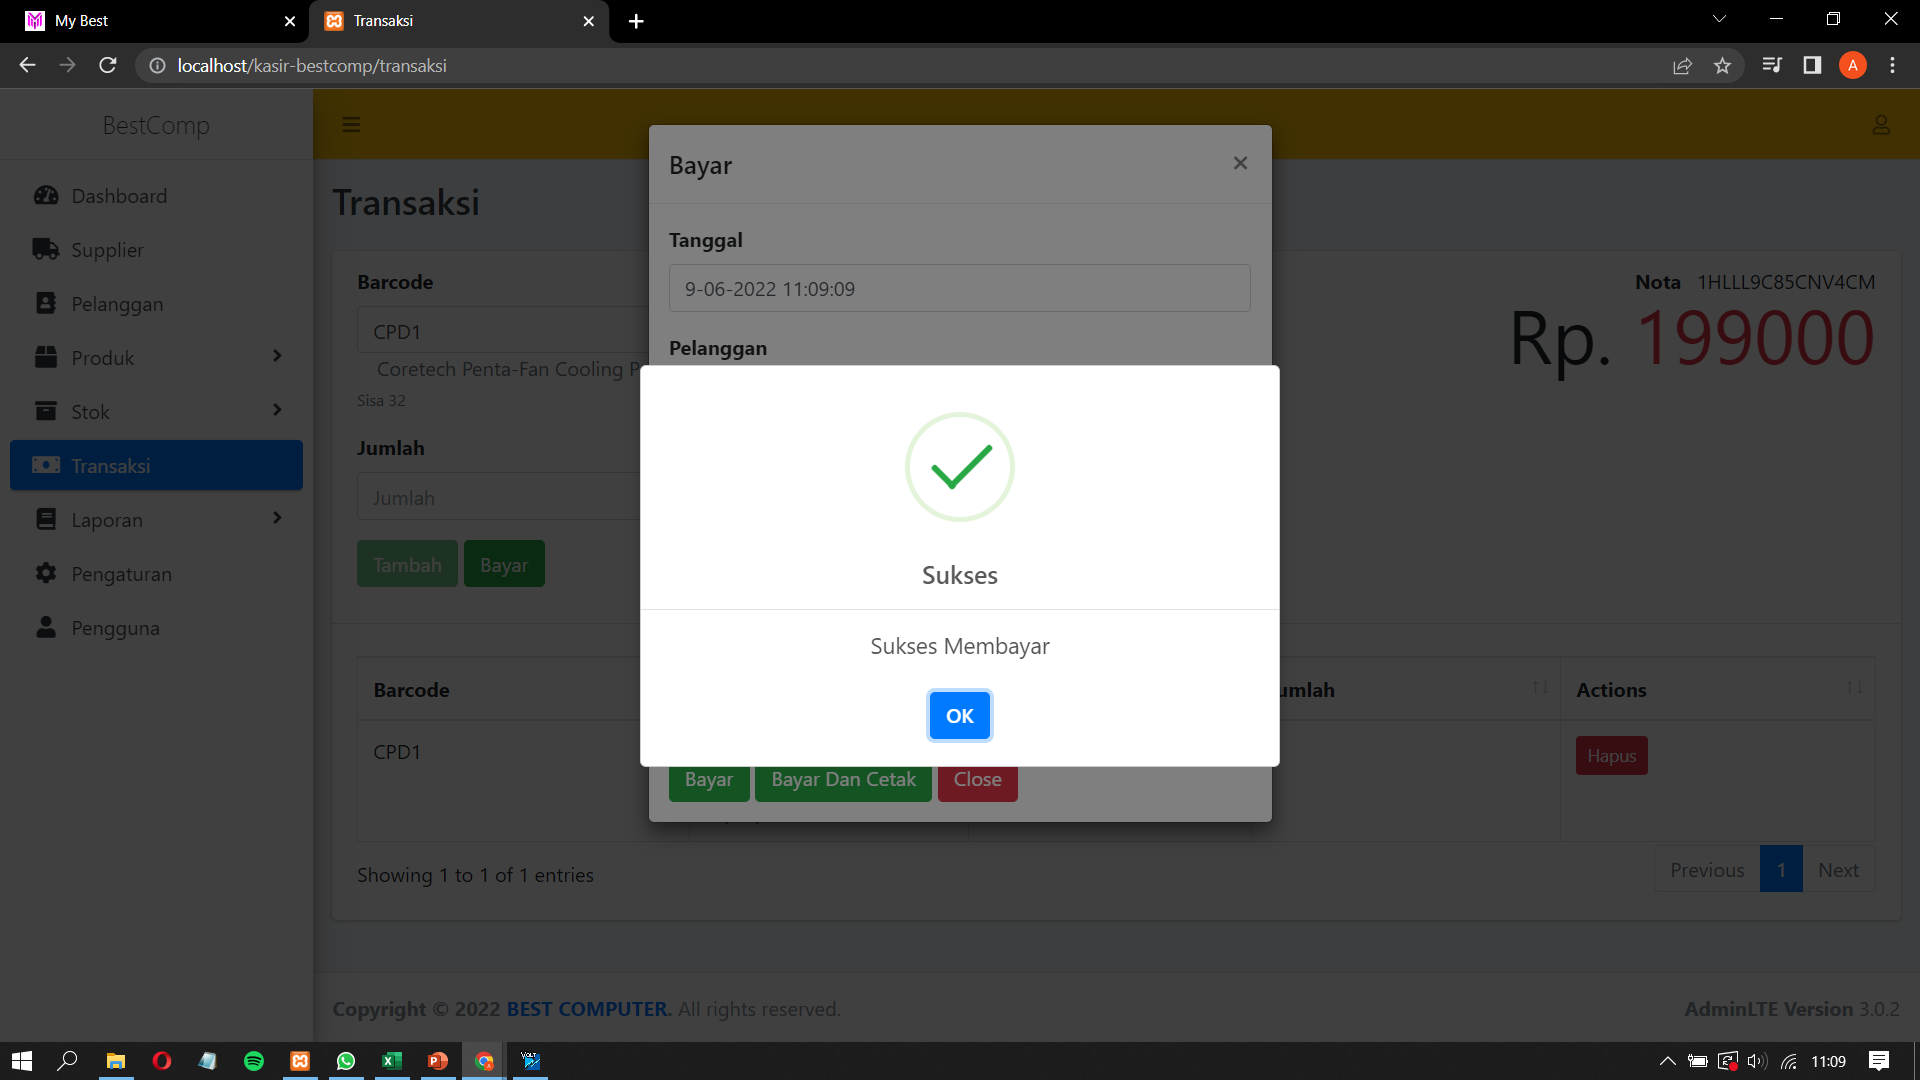 My Best
Transaksi
localhost/kasir-bestcomp/transaksi
A
BestComp
Dashboard
Supplier
Pelanggan
Produk
Stok
Transaksi
Laporan
Pengaturan
Pengguna
Transaksi
Barcode
CPD1
Coretech Penta-Fan Cooling
Sisa 32
Jumlah
Jumlah
Tambah
Bayar
Nota 1HLLL9C85CNV4CM
Rp. 199000
Bayar
×
Tanggal
9-06-2022 11:09:09
Pelanggan
Sukses
Sukses Membayar
OK
Bayar
Bayar Dan Cetak
Close
Barcode
umlah
Actions
CPD1
Hapus
Showing 1 to 1 of 1 entries
Previous 1 Next
Copyright © 2022 BEST COMPUTER. All rights reserved.
AdminLTE Version 3.0.2
11:09